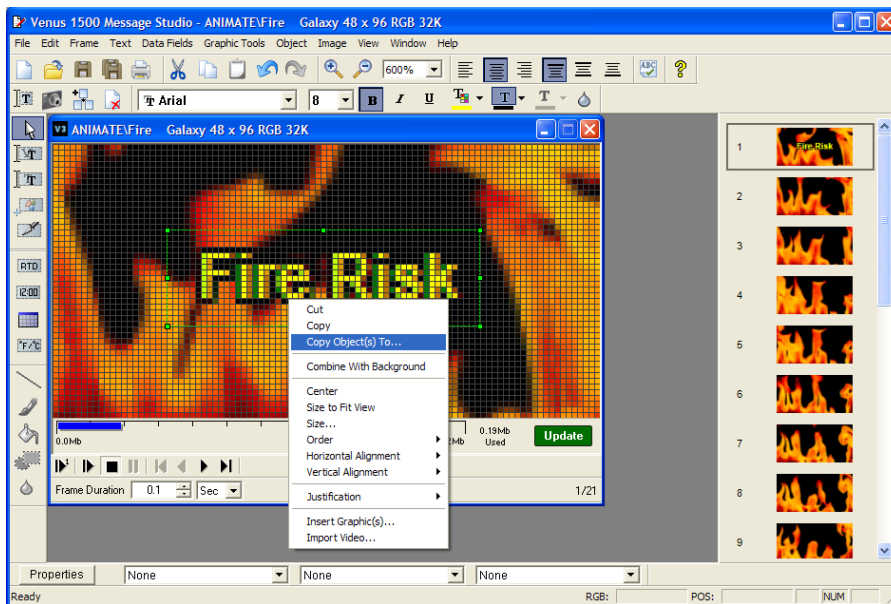 Venus 1500 Message Studio - ANIMATE\Fire Galaxy 48 x 96 RGB 32K
File Edit Frame Text Data Fields Graphic Tools Object Image View Window Help
600%
ABC
T Arial 8 B I U T T T
V3 ANIMATE\Fire Galaxy 48 x 96 RGB 32K
VT
T
RTD
12:00
°F/°C
Fire Risk
Cut
Copy
Copy Object(s) To...
Combine With Background
Center
Size to Fit View
Size...
Order
Horizontal Alignment
Vertical Alignment
Justification
Insert Graphic(s)...
Import Video...
0.0Mb
2Mb
0.19Mb
Used
Update
Frame Duration 0.1 Sec
1/21
1 Fire Risk
2
3
4
5
6
7
8
9
Properties None None None
Ready RGB: POS: NUM